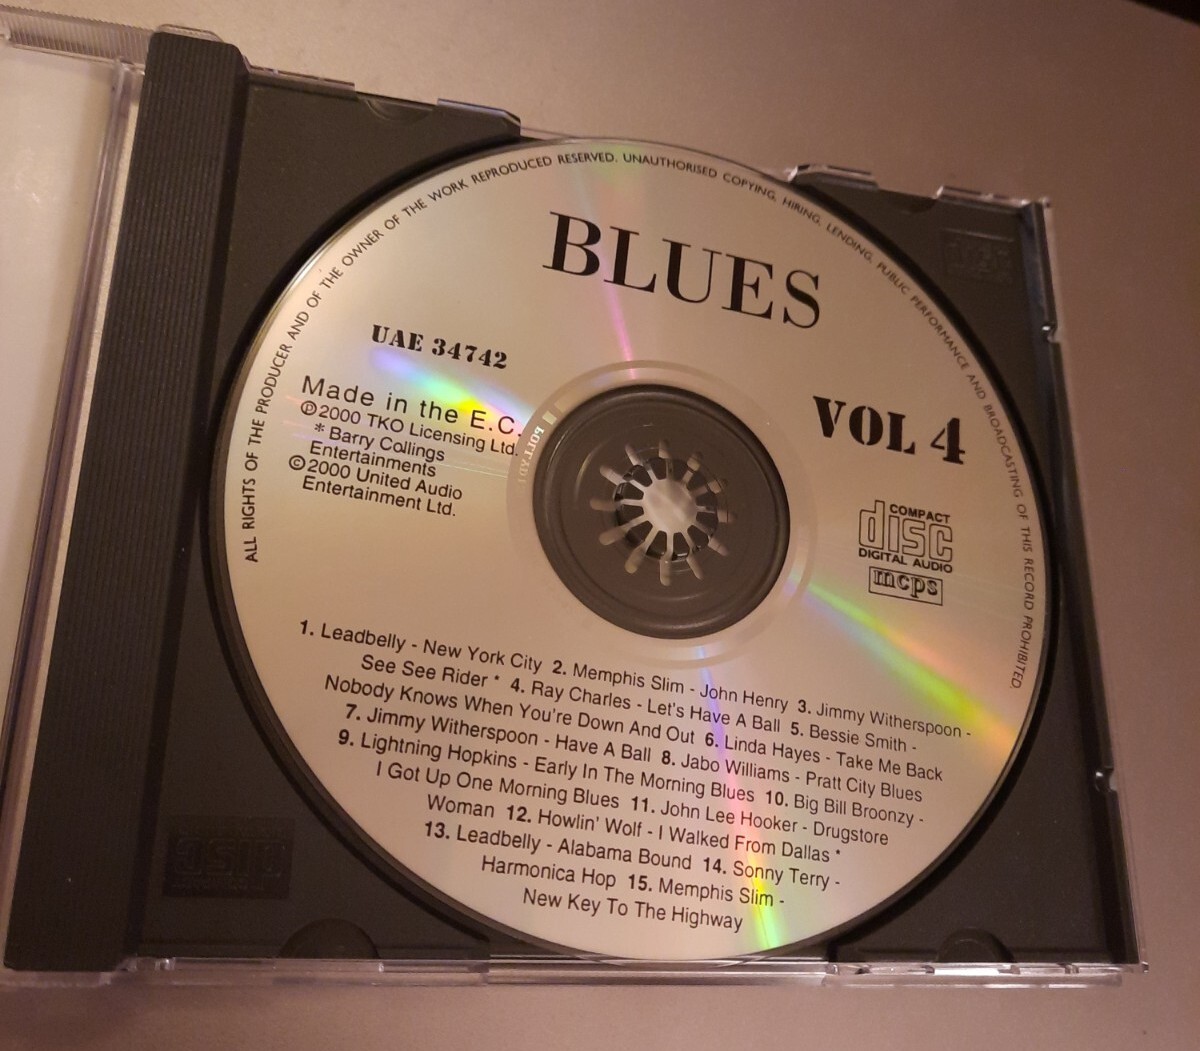 ALL RIGHTS OF THE PRODUCER AND OF THE OWNER OF THE WORK REPRODUCED RESERVED. UNAUTHORISED COPYING, HIRING, LENDING, PUBLIC PERFORMANCE AND BROADCASTING OF THIS RECORD PROHIBITED.
BLUES
UAE 34742
VOL 4
Made in the E.C.
℗2000 TKO Licensing Ltd.
* Barry Collings
Entertainments
©2000 United Audio
Entertainment Ltd.
COMPACT
disc
DIGITAL AUDIO
mcps
1. Leadbelly - New York City 2. Memphis Slim - John Henry 3. Jimmy Witherspoon -
See See Rider * 4. Ray Charles - Let's Have A Ball 5. Bessie Smith -
Nobody Knows When You're Down And Out 6. Linda Hayes - Take Me Back
7. Jimmy Witherspoon - Have A Ball 8. Jabo Williams - Pratt City Blues
9. Lightning Hopkins - Early In The Morning Blues 10. Big Bill Broonzy -
I Got Up One Morning Blues 11. John Lee Hooker - Drugstore
Woman 12. Howlin' Wolf - I Walked From Dallas *
13. Leadbelly - Alabama Bound 14. Sonny Terry -
Harmonica Hop 15. Memphis Slim -
New Key To The Highway